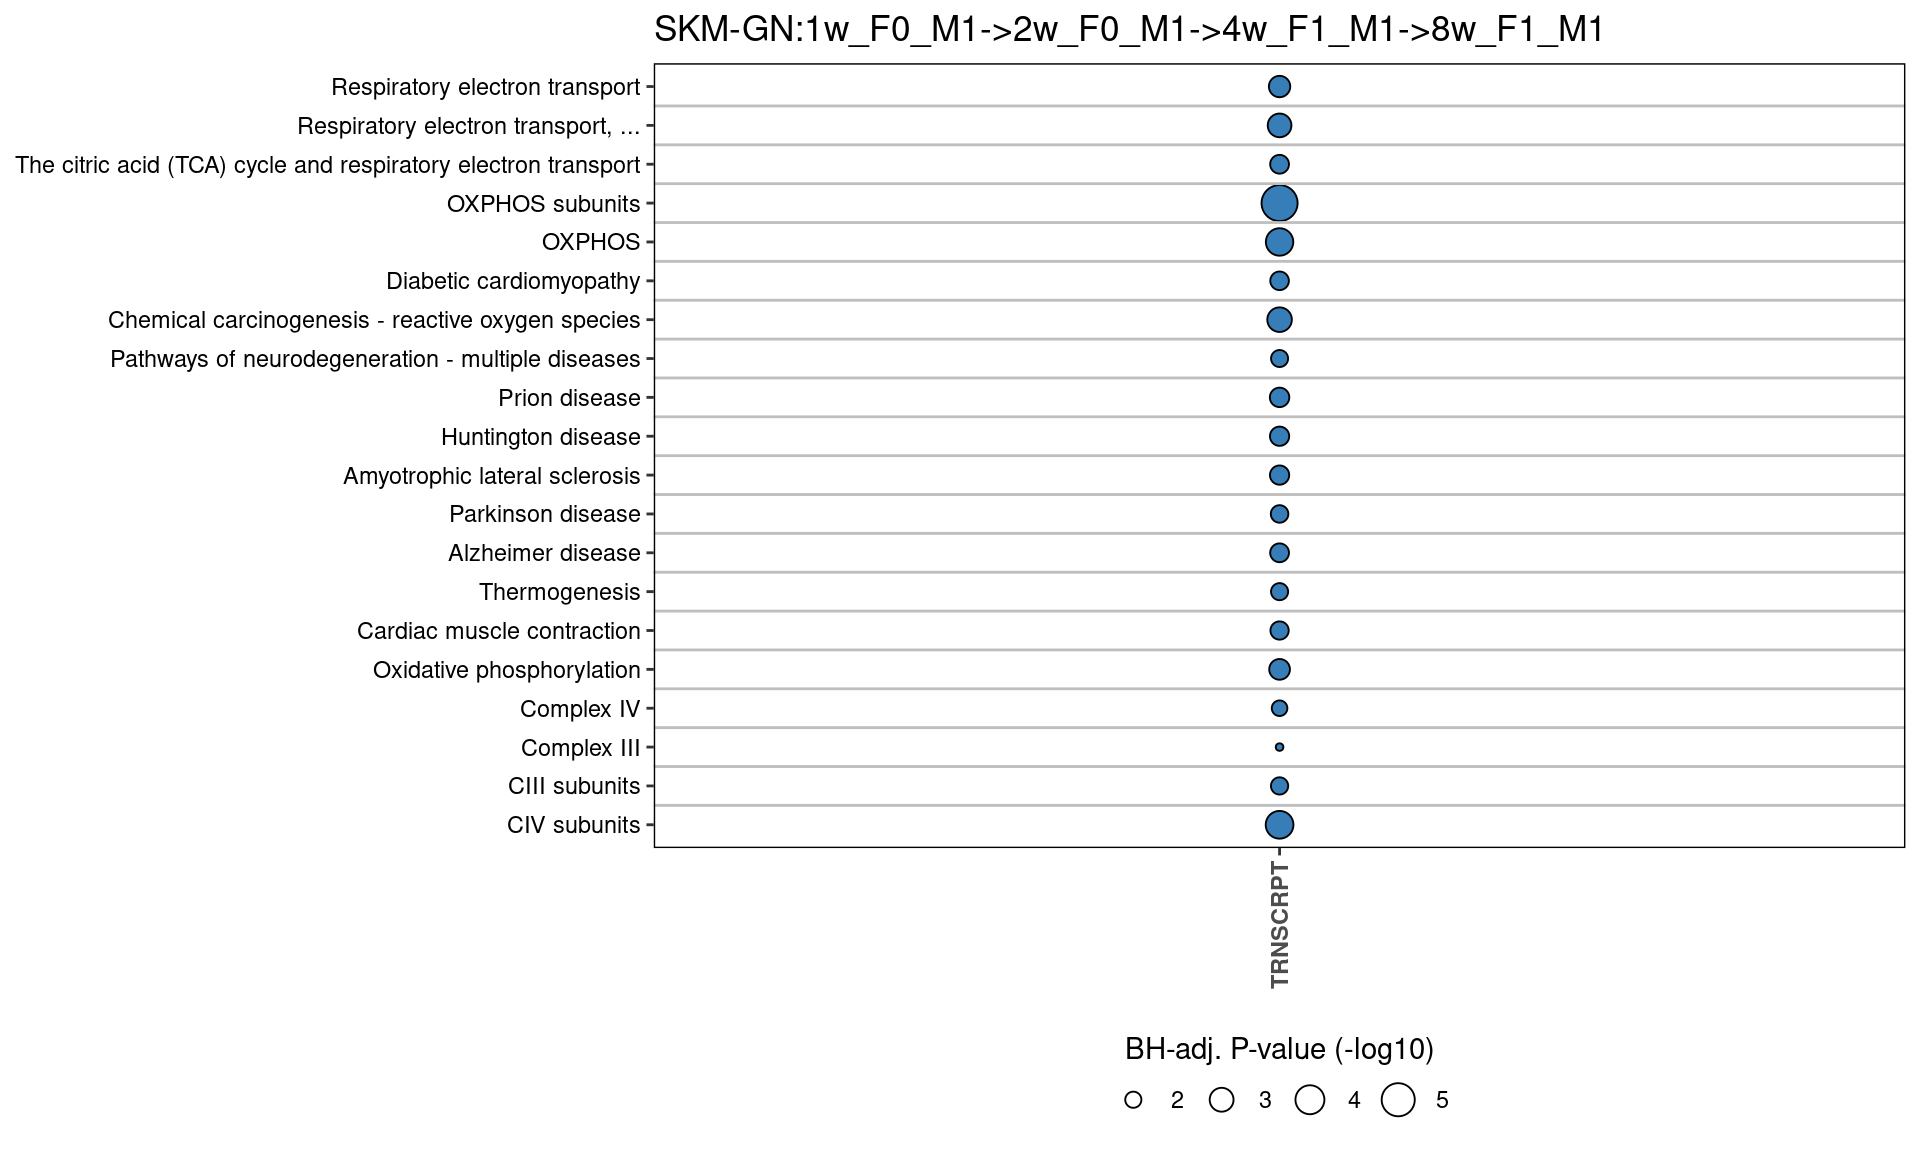 SKM-GN:1w_F0_M1->2w_F0_M1->4w_F1_M1->8w_F1_M1
Respiratory electron transport
Respiratory electron transport, ...
The citric acid (TCA) cycle and respiratory electron transport
OXPHOS subunits
OXPHOS
Diabetic cardiomyopathy
Chemical carcinogenesis - reactive oxygen species
Pathways of neurodegeneration - multiple diseases
Prion disease
Huntington disease
Amyotrophic lateral sclerosis
Parkinson disease
Alzheimer disease
Thermogenesis
Cardiac muscle contraction
Oxidative phosphorylation
Complex IV
Complex III
CIII subunits
CIV subunits
TRNSCRPT
BH-adj. P-value (-log10)
2 3 4 5